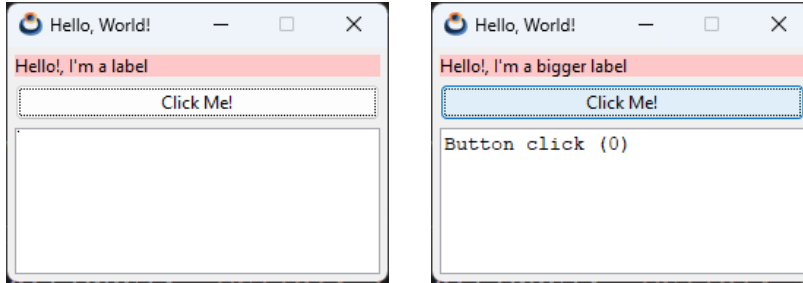 Hello, World!
Hello!, I'm a label
Click Me!
Hello, World!
Hello!, I'm a bigger label
Click Me!
Button click (0)